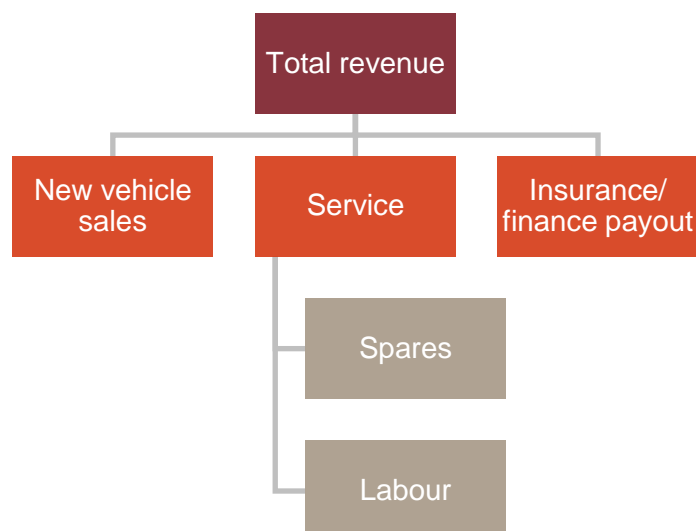 Total revenue
New vehicle
sales
Service
Insurance/
finance payout
Spares
Labour